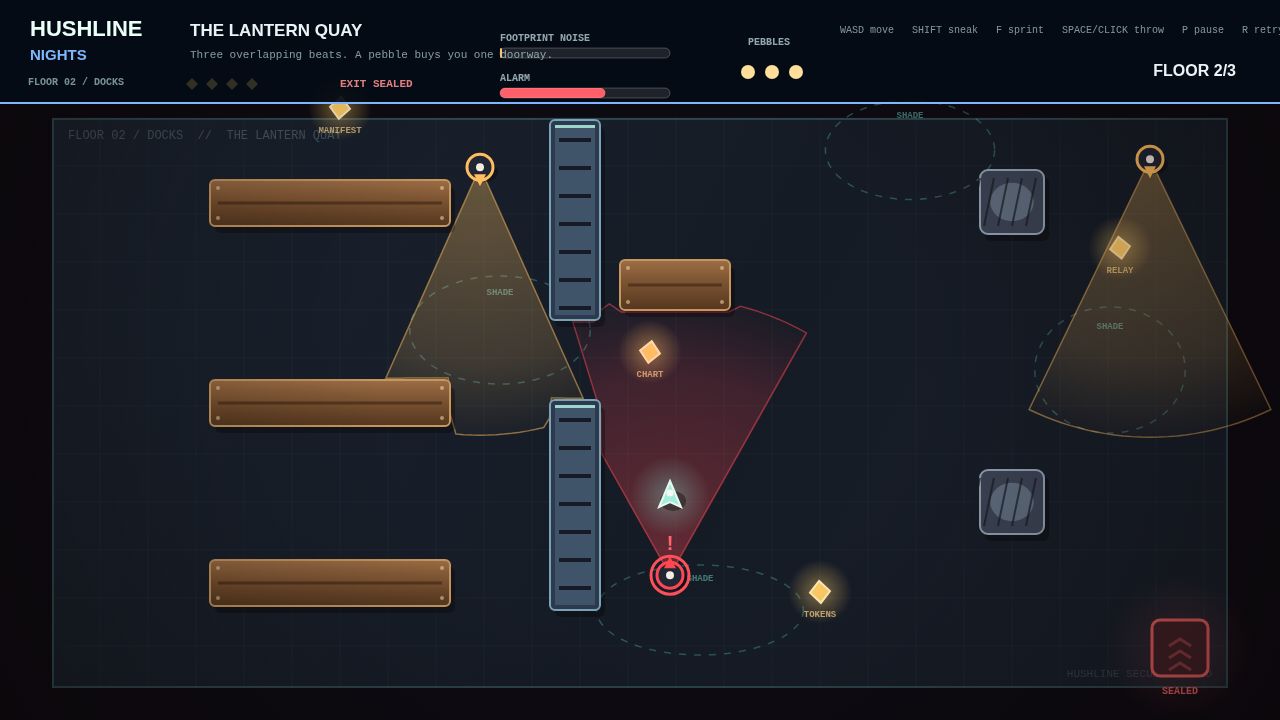 HUSHLINE
NIGHTS
FLOOR 02 / DOCKS
THE LANTERN QUAY
Three overlapping beats. A pebble buys you one doorway.
EXIT SEALED
FOOTPRINT NOISE
ALARM
PEBBLES
WASD move SHIFT sneak F sprint SPACE/CLICK throw P pause R retry
FLOOR 2/3
MANIFEST
FLOOR 02 / DOCKS // THE LANTERN QUAY
SHADE
SHADE
RELAY
SHADE
CHART
!
SHADE
TOKENS
HUSHLINE
SEALED